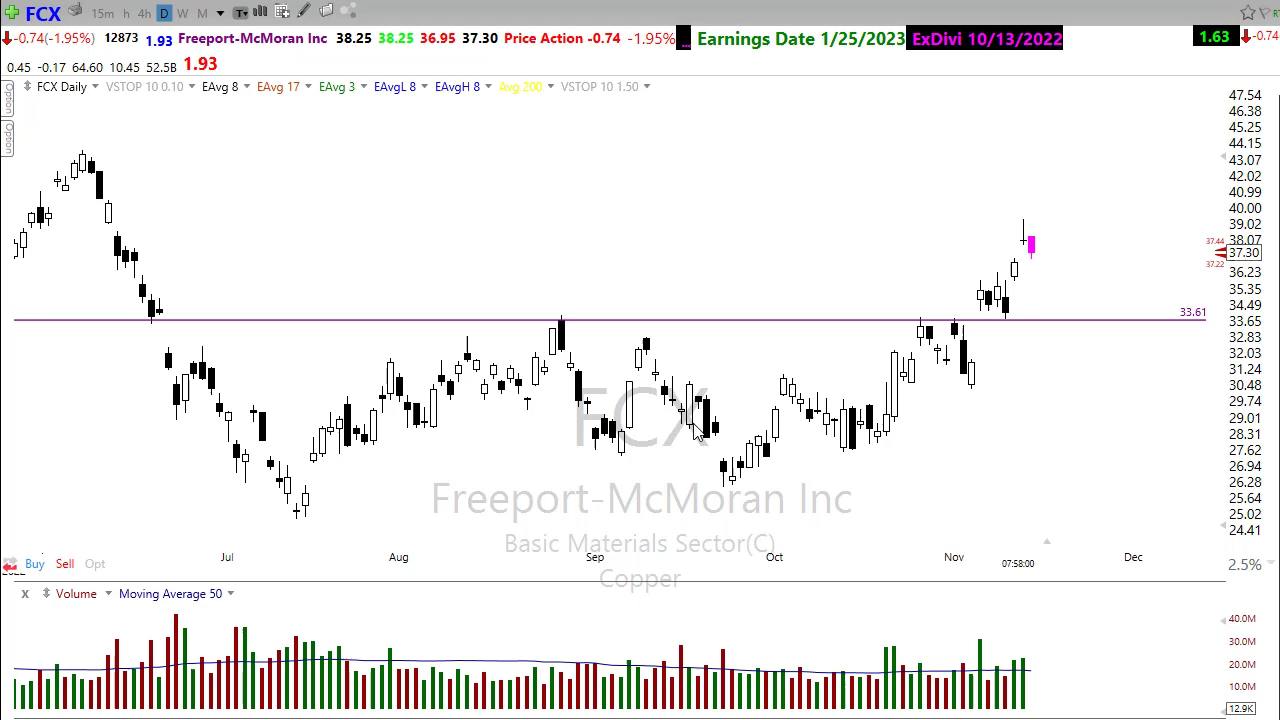 FCX 15m 1h 4h D W M T
-0.74(-1.95%) 12873 1.93 Freeport-McMoran Inc 38.25 38.25 36.95 37.30 Price Action -0.74 -1.95% ... Earnings Date 1/25/2023 ExDivi 10/13/2022 1.63 -0.74
0.45 -0.17 64.60 10.45 52.5B 1.93
FCX Daily VSTOP 10 0.10 EAvg 8 EAvg 17 EAvg 3 EAvgL 8 EAvgH 8 Avg 200 VSTOP 10 1.50
Option
Option
47.54
46.38
45.25
44.15
43.07
42.02
40.99
40.00
39.02
38.07
37.44
37.30
37.22
36.23
35.35
34.49
33.61
33.65
32.83
32.03
31.24
30.48
29.74
29.01
28.31
27.62
26.94
26.28
25.64
25.02
24.41
FCX
Freeport-McMoran Inc
Basic Materials Sector(C)
Copper
Jul Aug Sep Oct Nov Dec
Buy Sell Opt 07:58:00 2.5%
x Volume Moving Average 50
40.0M
30.0M
20.0M
10.0M
12.9K